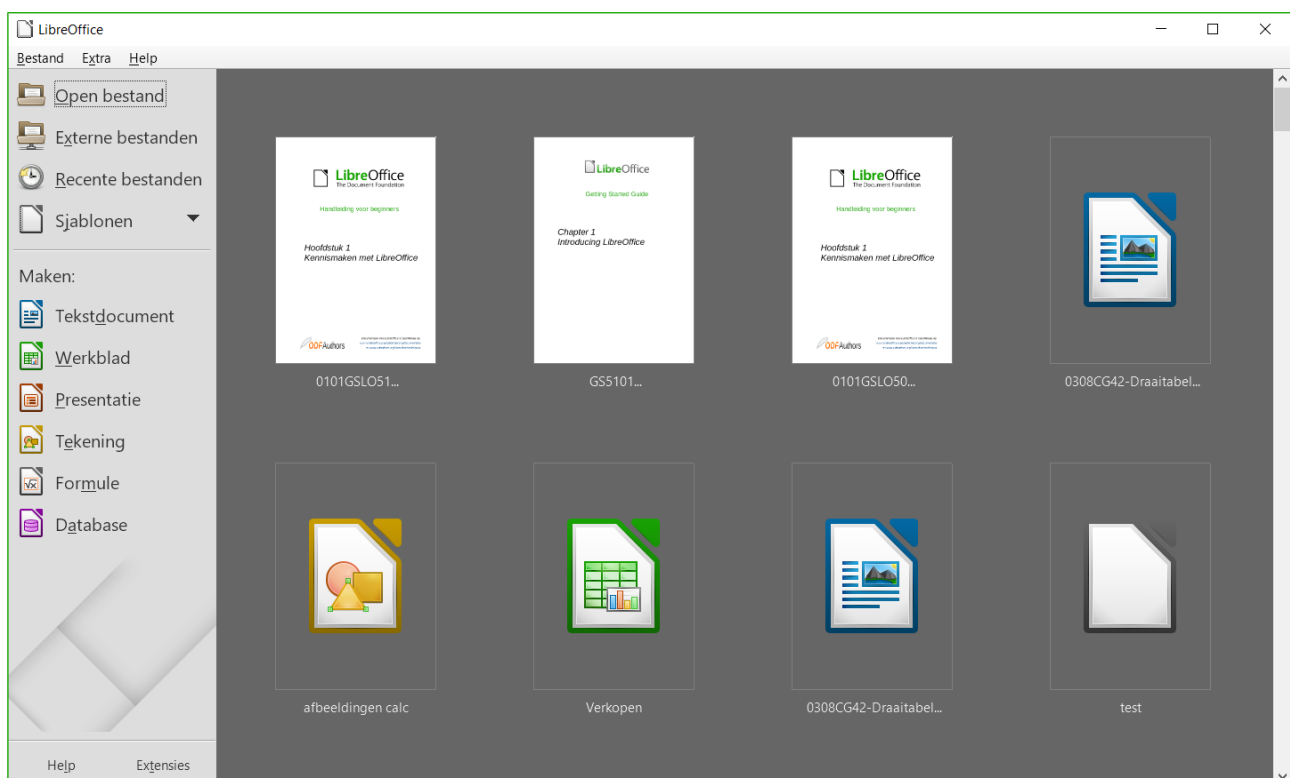 LibreOffice
Bestand Extra Help
Open bestand
Externe bestanden
Recente bestanden
Sjablonen
Maken:
Tekstdocument
Werkblad
Presentatie
Tekening
Formule
Database
Help Extensies
LibreOffice
The Document Foundation
Handleiding voor beginners
Hoofdstuk 1
Kennismaken met LibreOffice
ODFAuthors
0101GSLO51...
LibreOffice
Getting Started Guide
Chapter 1
Introducing LibreOffice
GS5101...
LibreOffice
The Document Foundation
Handleiding voor beginners
Hoofdstuk 1
Kennismaken met LibreOffice
ODFAuthors
0101GSLO50...
0308CG42-Draaitabel...
afbeeldingen calc
Verkopen
0308CG42-Draaitabel...
test